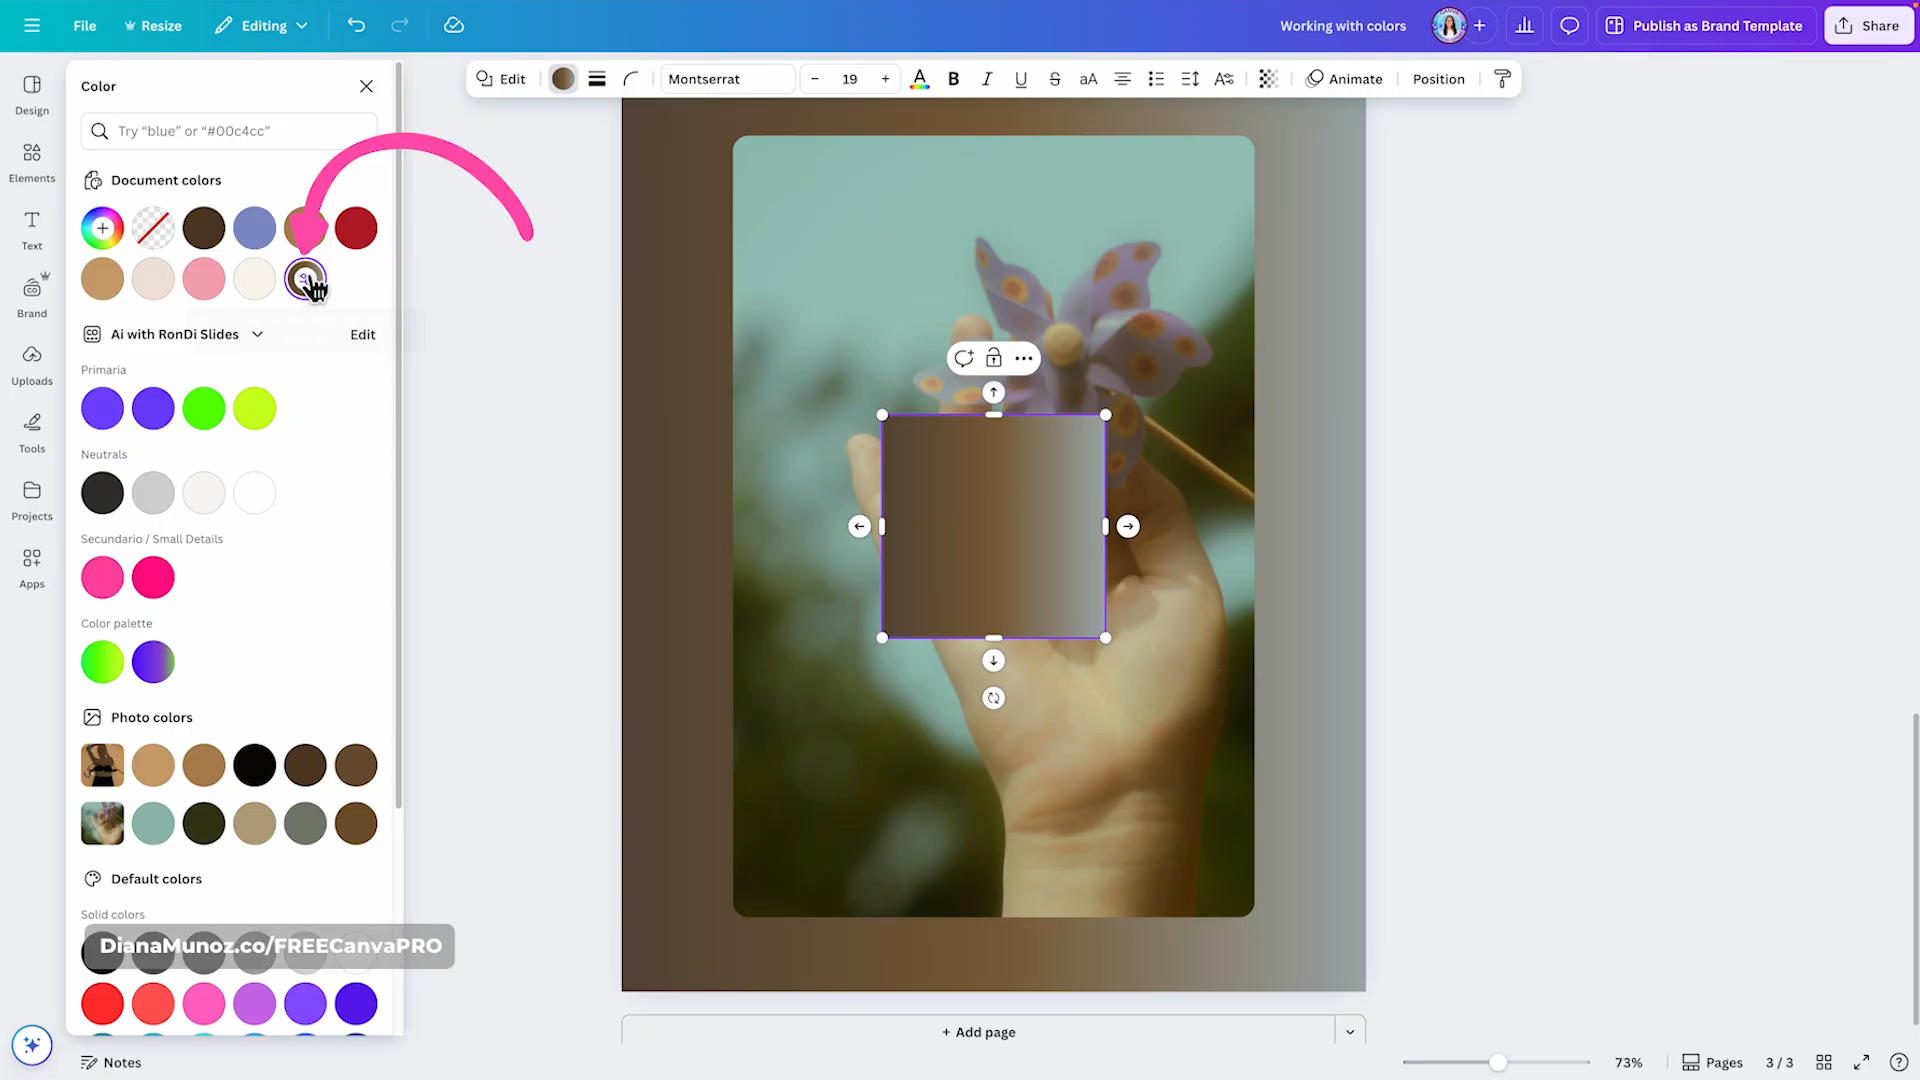 File
Resize
Editing
Working with colors
Publish as Brand Template
Share
Design
Elements
Text
Brand
Uploads
Tools
Projects
Apps
Color
Try “blue” or “#00c4cc”
Document colors
Ai with RonDi Slides
Edit
Primaria
Neutrals
Secundario / Small Details
Color palette
Photo colors
Default colors
Solid colors
DianaMunoz.co/FREECanvaPRO
Notes
Edit
Montserrat
– 19 +
A
B
I
U
S
aA
Animate
Position
+ Add page
73%
Pages
3 / 3